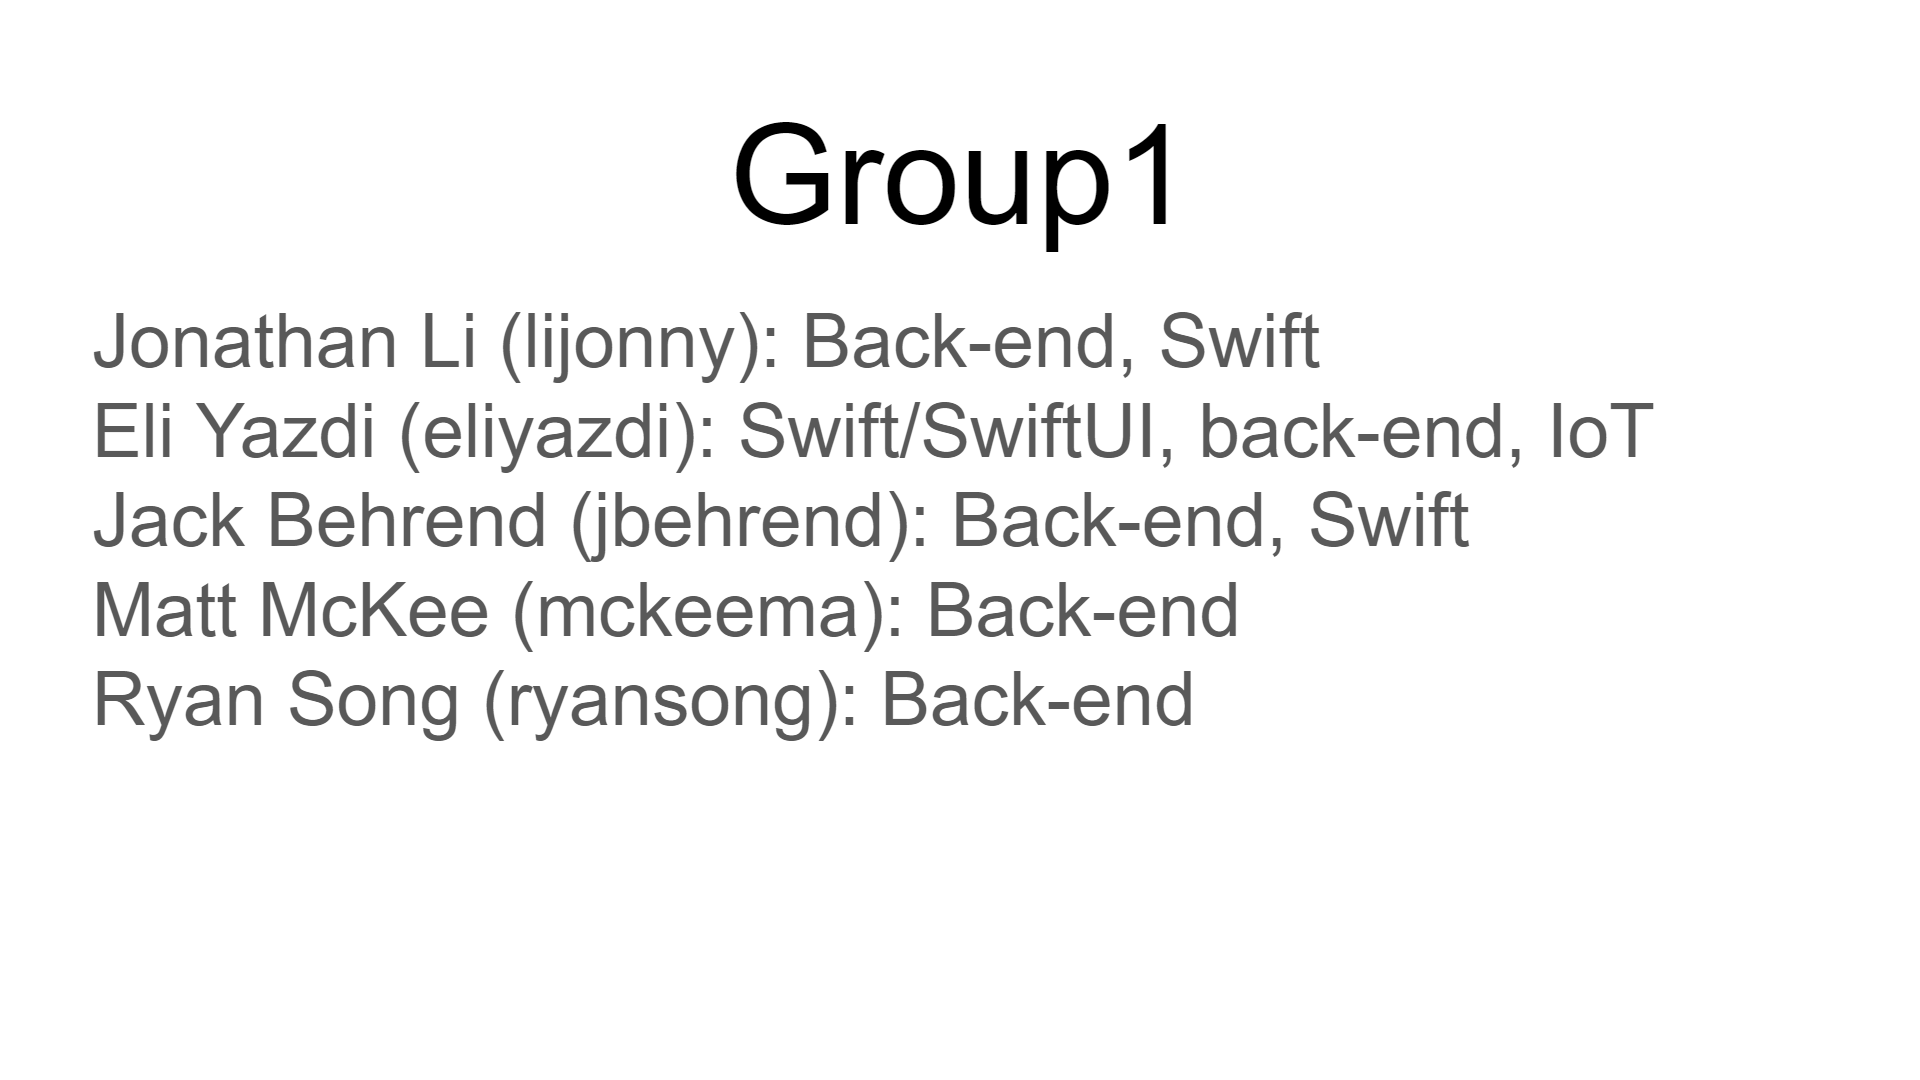 Group1
Jonathan Li (lijonny): Back-end, Swift
Eli Yazdi (eliyazdi): Swift/SwiftUI, back-end, IoT
Jack Behrend (jbehrend): Back-end, Swift
Matt McKee (mckeema): Back-end
Ryan Song (ryansong): Back-end